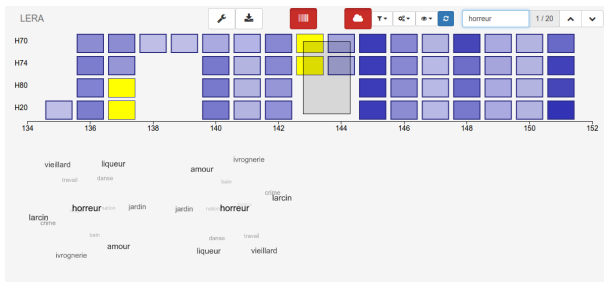 LERA
horreur
1 / 20
H70
H74
H80
H20
134 136 138 140 142 144 146 148 150 152
vieillard liqueur amour ivrognerie
travail danse bain
crime
larcin horreur nation jardin jardin horreur larcin
crime
bain danse travail
ivrognerie amour liqueur vieillard